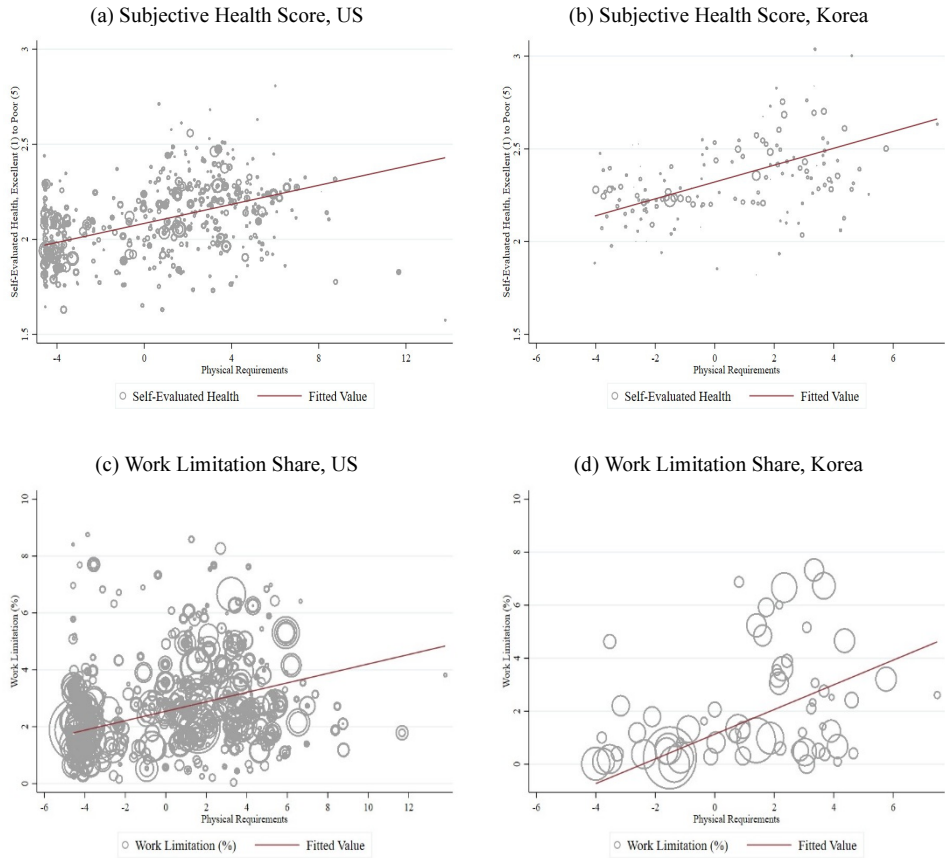 (a) Subjective Health Score, US
Self-Evaluated Health, Excellent (1) to Poor (5)
3
2.5
2
1.5
-4 0 4 8 12
Physical Requirements
Self-Evaluated Health Fitted Value
(b) Subjective Health Score, Korea
Self-Evaluated Health, Excellent (1) to Poor (5)
3
2.5
2
1.5
-6 -4 -2 0 2 4 6
Physical Requirements
Self-Evaluated Health Fitted Value
(c) Work Limitation Share, US
Work Limitation (%)
10
8
6
4
2
0
-6 -4 -2 0 2 4 6 8 10 12
Physical Requirements
Work Limitation (%) Fitted Value
(d) Work Limitation Share, Korea
Work Limitation (%)
10
8
6
4
2
0
-6 -4 -2 0 2 4 6
Physical Requirements
Work Limitation (%) Fitted Value